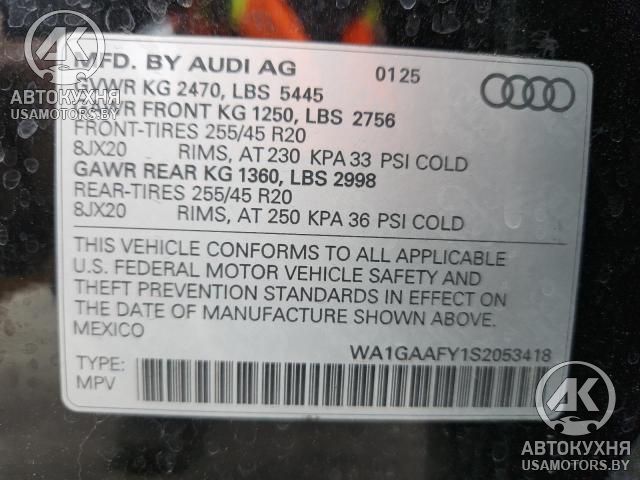 АВТОКУХНЯ
USAMOTORS.BY
MFD. BY AUDI AG 0125
GVWR KG 2470, LBS 5445
GAWR FRONT KG 1250, LBS 2756
FRONT-TIRES 255/45 R20
8JX20 RIMS, AT 230 KPA 33 PSI COLD
GAWR REAR KG 1360, LBS 2998
REAR-TIRES 255/45 R20
8JX20 RIMS, AT 250 KPA 36 PSI COLD
THIS VEHICLE CONFORMS TO ALL APPLICABLE
U.S. FEDERAL MOTOR VEHICLE SAFETY AND
THEFT PREVENTION STANDARDS IN EFFECT ON
THE DATE OF MANUFACTURE SHOWN ABOVE.
MEXICO
WA1GAAFY1S2053418
TYPE:
MPV
АВТОКУХНЯ
USAMOTORS.BY